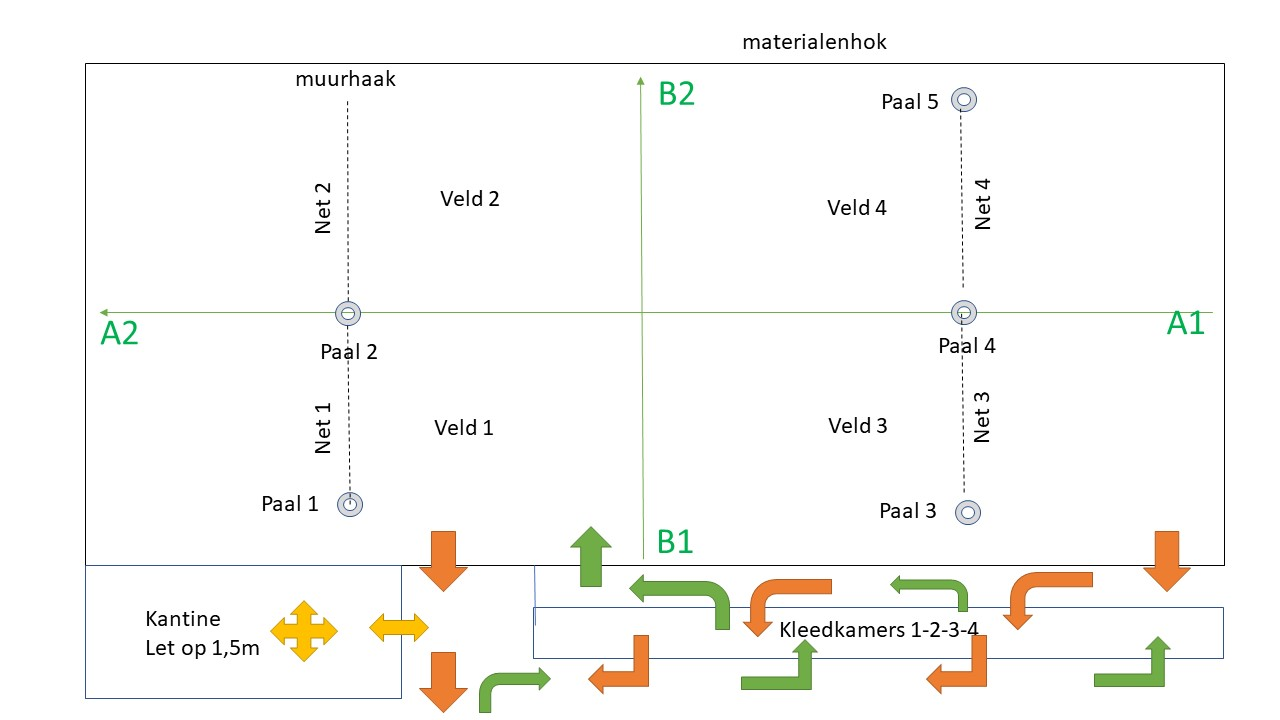 materialenhok
muurhaak
B2
Paal 5
Net 2
Veld 2
Veld 4
Net 4
A2
A1
Paal 2
Paal 4
Net 1
Veld 1
Veld 3
Net 3
Paal 1
Paal 3
B1
Kantine
Let op 1,5m
Kleedkamers 1-2-3-4